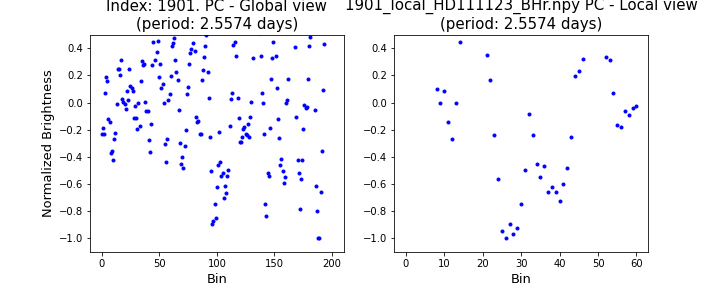 Index: 1901. PC - Global view
(period: 2.5574 days)
1901_local_HD111123_BHr.npy PC - Local view
(period: 2.5574 days)
Normalized Brightness
0.4
0.2
0.0
−0.2
−0.4
−0.6
−0.8
−1.0
0 50 100 150 200
Bin
0.4
0.2
0.0
−0.2
−0.4
−0.6
−0.8
−1.0
0 10 20 30 40 50 60
Bin